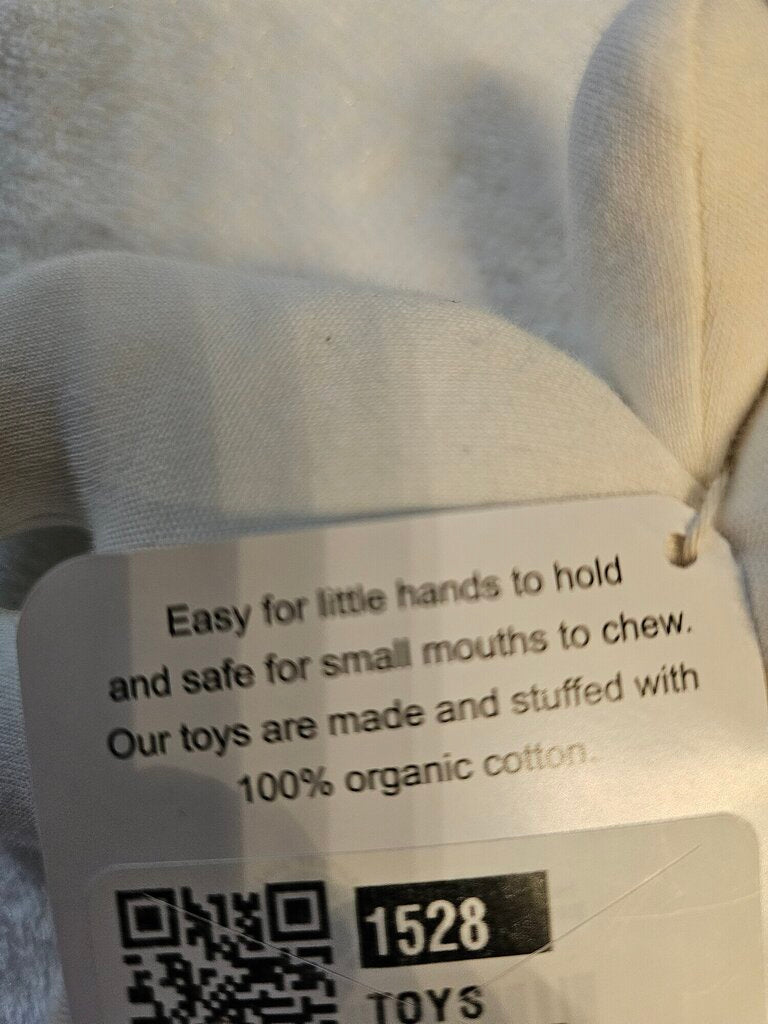 Easy for little hands to hold
and safe for small mouths to chew.
Our toys are made and stuffed with
100% organic cotton.
1528
TOYS